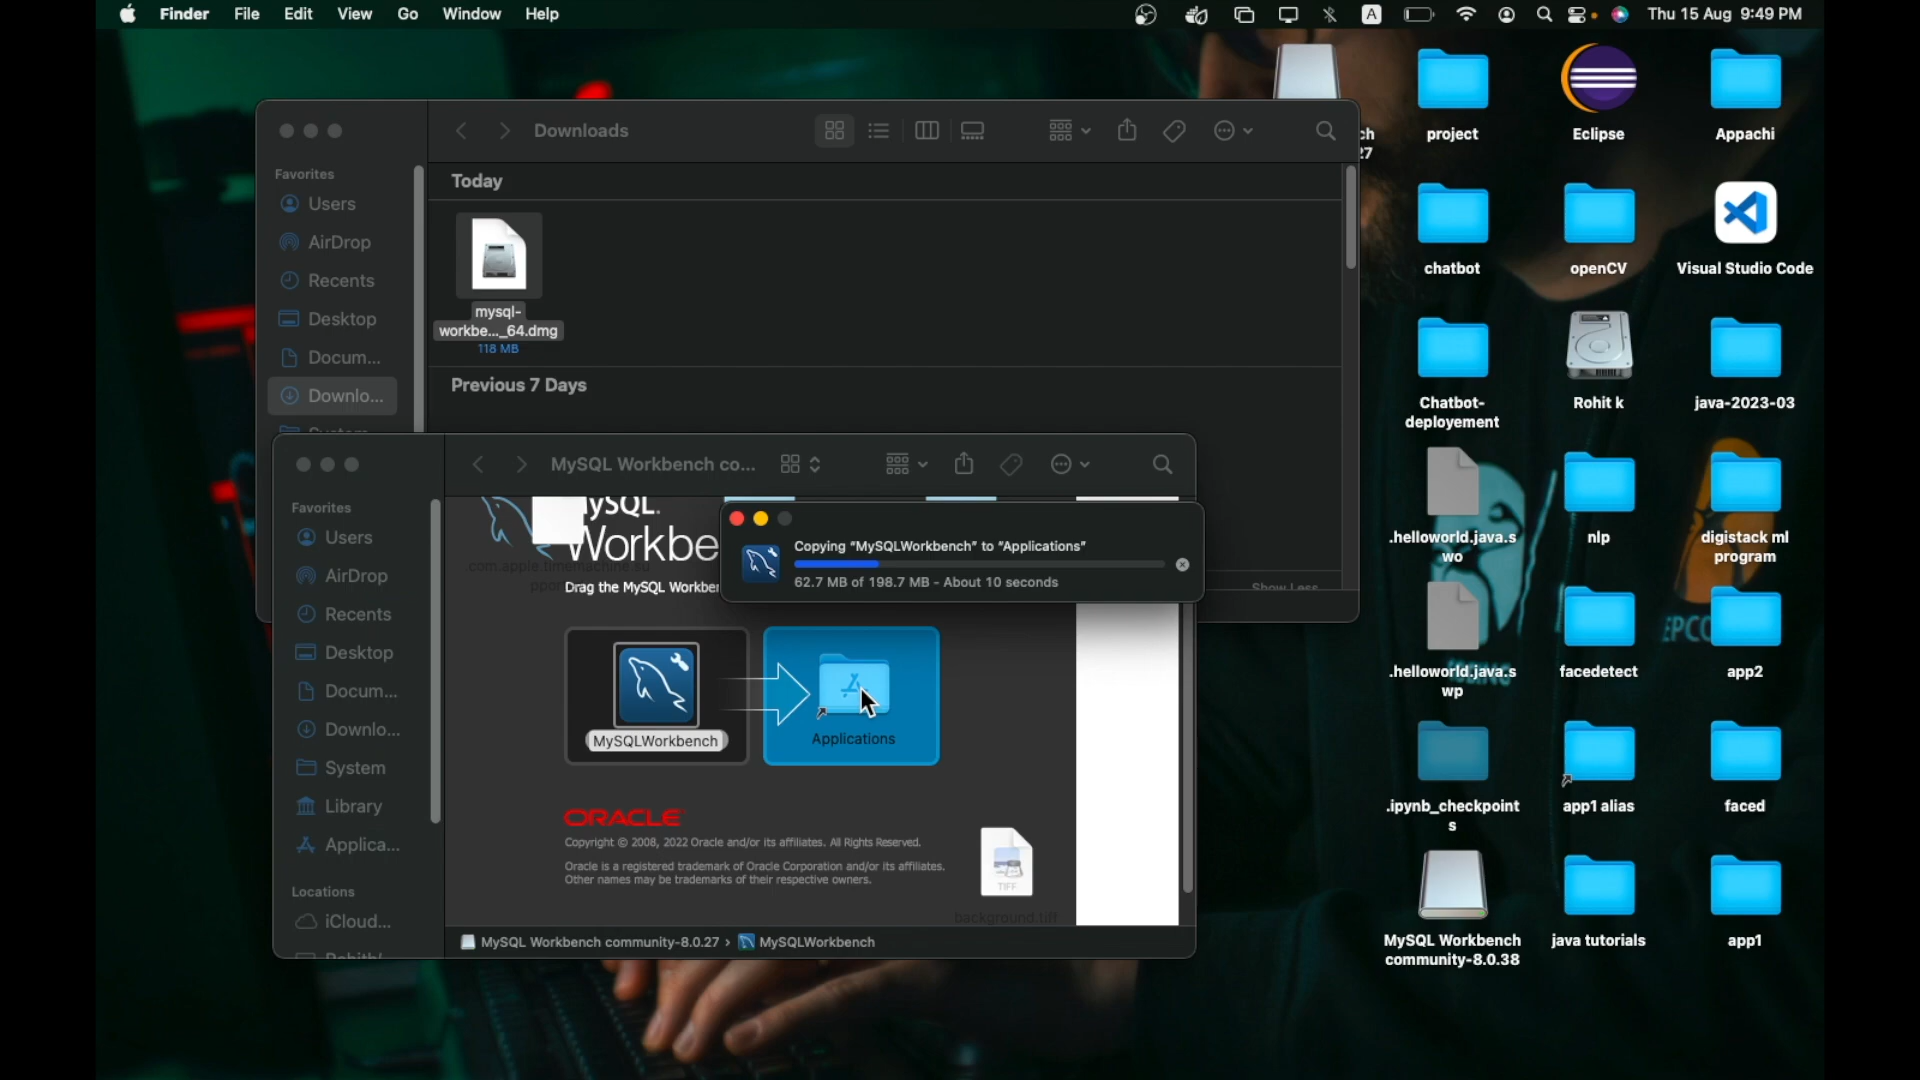 Finder File Edit View Go Window Help
A
Thu 15 Aug 9:49 PM
Downloads
Favorites
Users
AirDrop
Recents
Desktop
Docum...
Downlo...
Today
mysql-
workbe..._64.dmg
118 MB
Previous 7 Days
Show Less
MySQL Workbench co...
Favorites
Users
AirDrop
Recents
Desktop
Docum...
Downlo...
System
Library
Applica...
Locations
iCloud...
Workbe
Drag the MySQL Workbe
Copying “MySQLWorkbench” to “Applications”
62.7 MB of 198.7 MB - About 10 seconds
MySQLWorkbench
Applications
ORACLE
Copyright © 2008, 2022 Oracle and/or its affiliates. All Rights Reserved.
Oracle is a registered trademark of Oracle Corporation and/or its affiliates.
Other names may be trademarks of their respective owners.
TIFF
background.tiff
MySQL Workbench community-8.0.27 › MySQLWorkbench
project
Eclipse
Appachi
chatbot
openCV
Visual Studio Code
Chatbot-
deployement
Rohit k
java-2023-03
.helloworld.java.s
wo
nlp
digistack ml
program
.helloworld.java.s
wp
facedetect
app2
.ipynb_checkpoint
s
app1 alias
faced
MySQL Workbench
community-8.0.38
java tutorials
app1